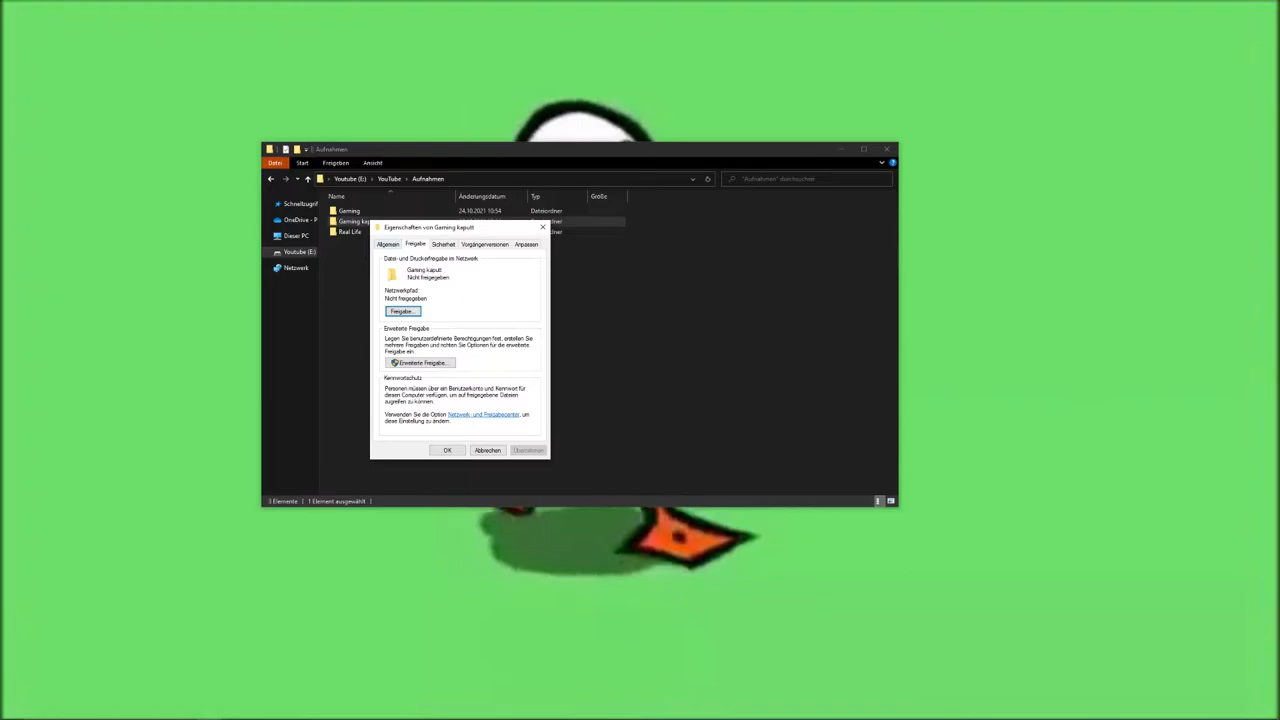 Aufnahmen
Datei Start Freigeben Ansicht
Youtube (E:) YouTube Aufnahmen
"Aufnahmen" durchsuchen
Name Änderungsdatum Typ Größe
Schnellzugriff
OneDrive - P
Dieser PC
Youtube (E:)
Netzwerk
Gaming 24.10.2021 10:54 Dateiordner
Gaming
Real Life
Eigenschaften von Gaming kaputt
Allgemein Freigabe Sicherheit Vorgängerversionen Anpassen
Datei- und Druckerfreigabe im Netzwerk
Gaming kaputt
Nicht freigegeben
Netzwerkpfad:
Nicht freigegeben
Freigabe...
Erweiterte Freigabe
Legen Sie benutzerdefinierte Berechtigungen fest, erstellen Sie
mehrere Freigaben und richten Sie Optionen für die erweiterte
Freigabe ein.
Erweiterte Freigabe...
Kennwortschutz
Personen müssen über ein Benutzerkonto und Kennwort für
diesen Computer verfügen, um auf freigegebene Dateien
zugreifen zu können.
Verwenden Sie die Option Netzwerk- und Freigabecenter, um
diese Einstellung zu ändern.
OK Abbrechen Übernehmen
3 Elemente 1 Element ausgewählt